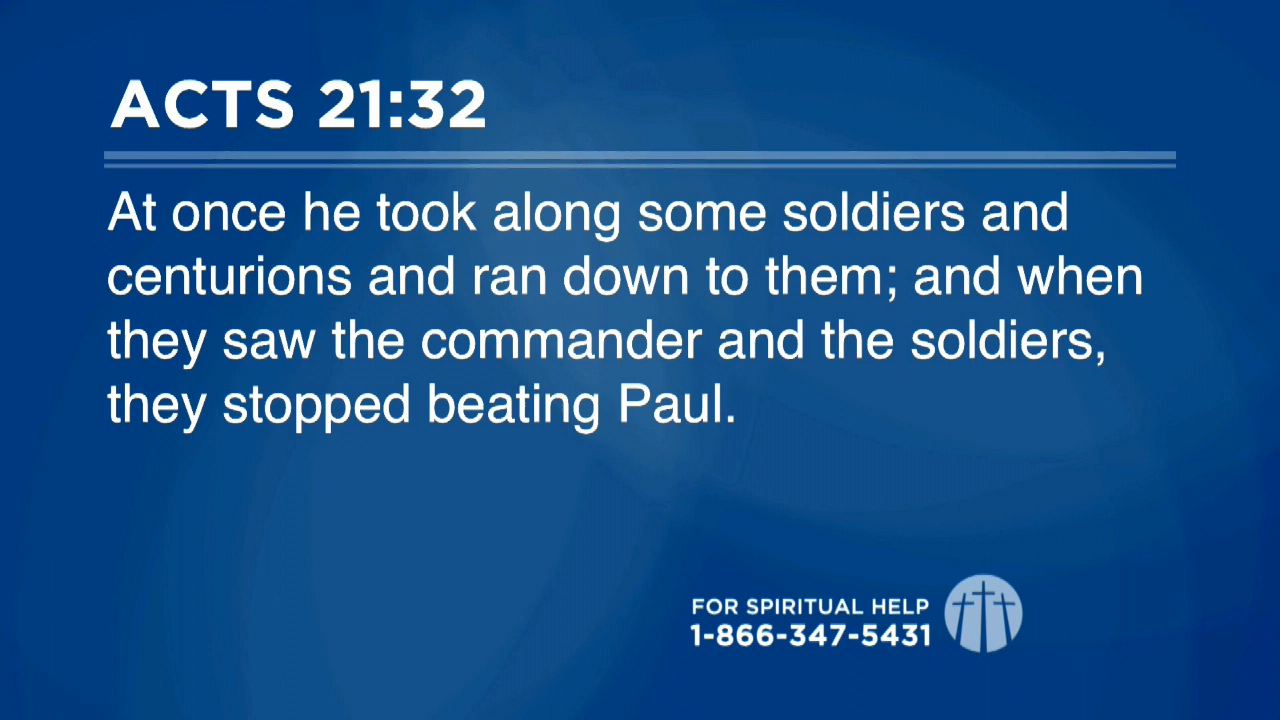 ACTS 21:32
At once he took along some soldiers and
centurions and ran down to them; and when
they saw the commander and the soldiers,
they stopped beating Paul.
FOR SPIRITUAL HELP
1-866-347-5431